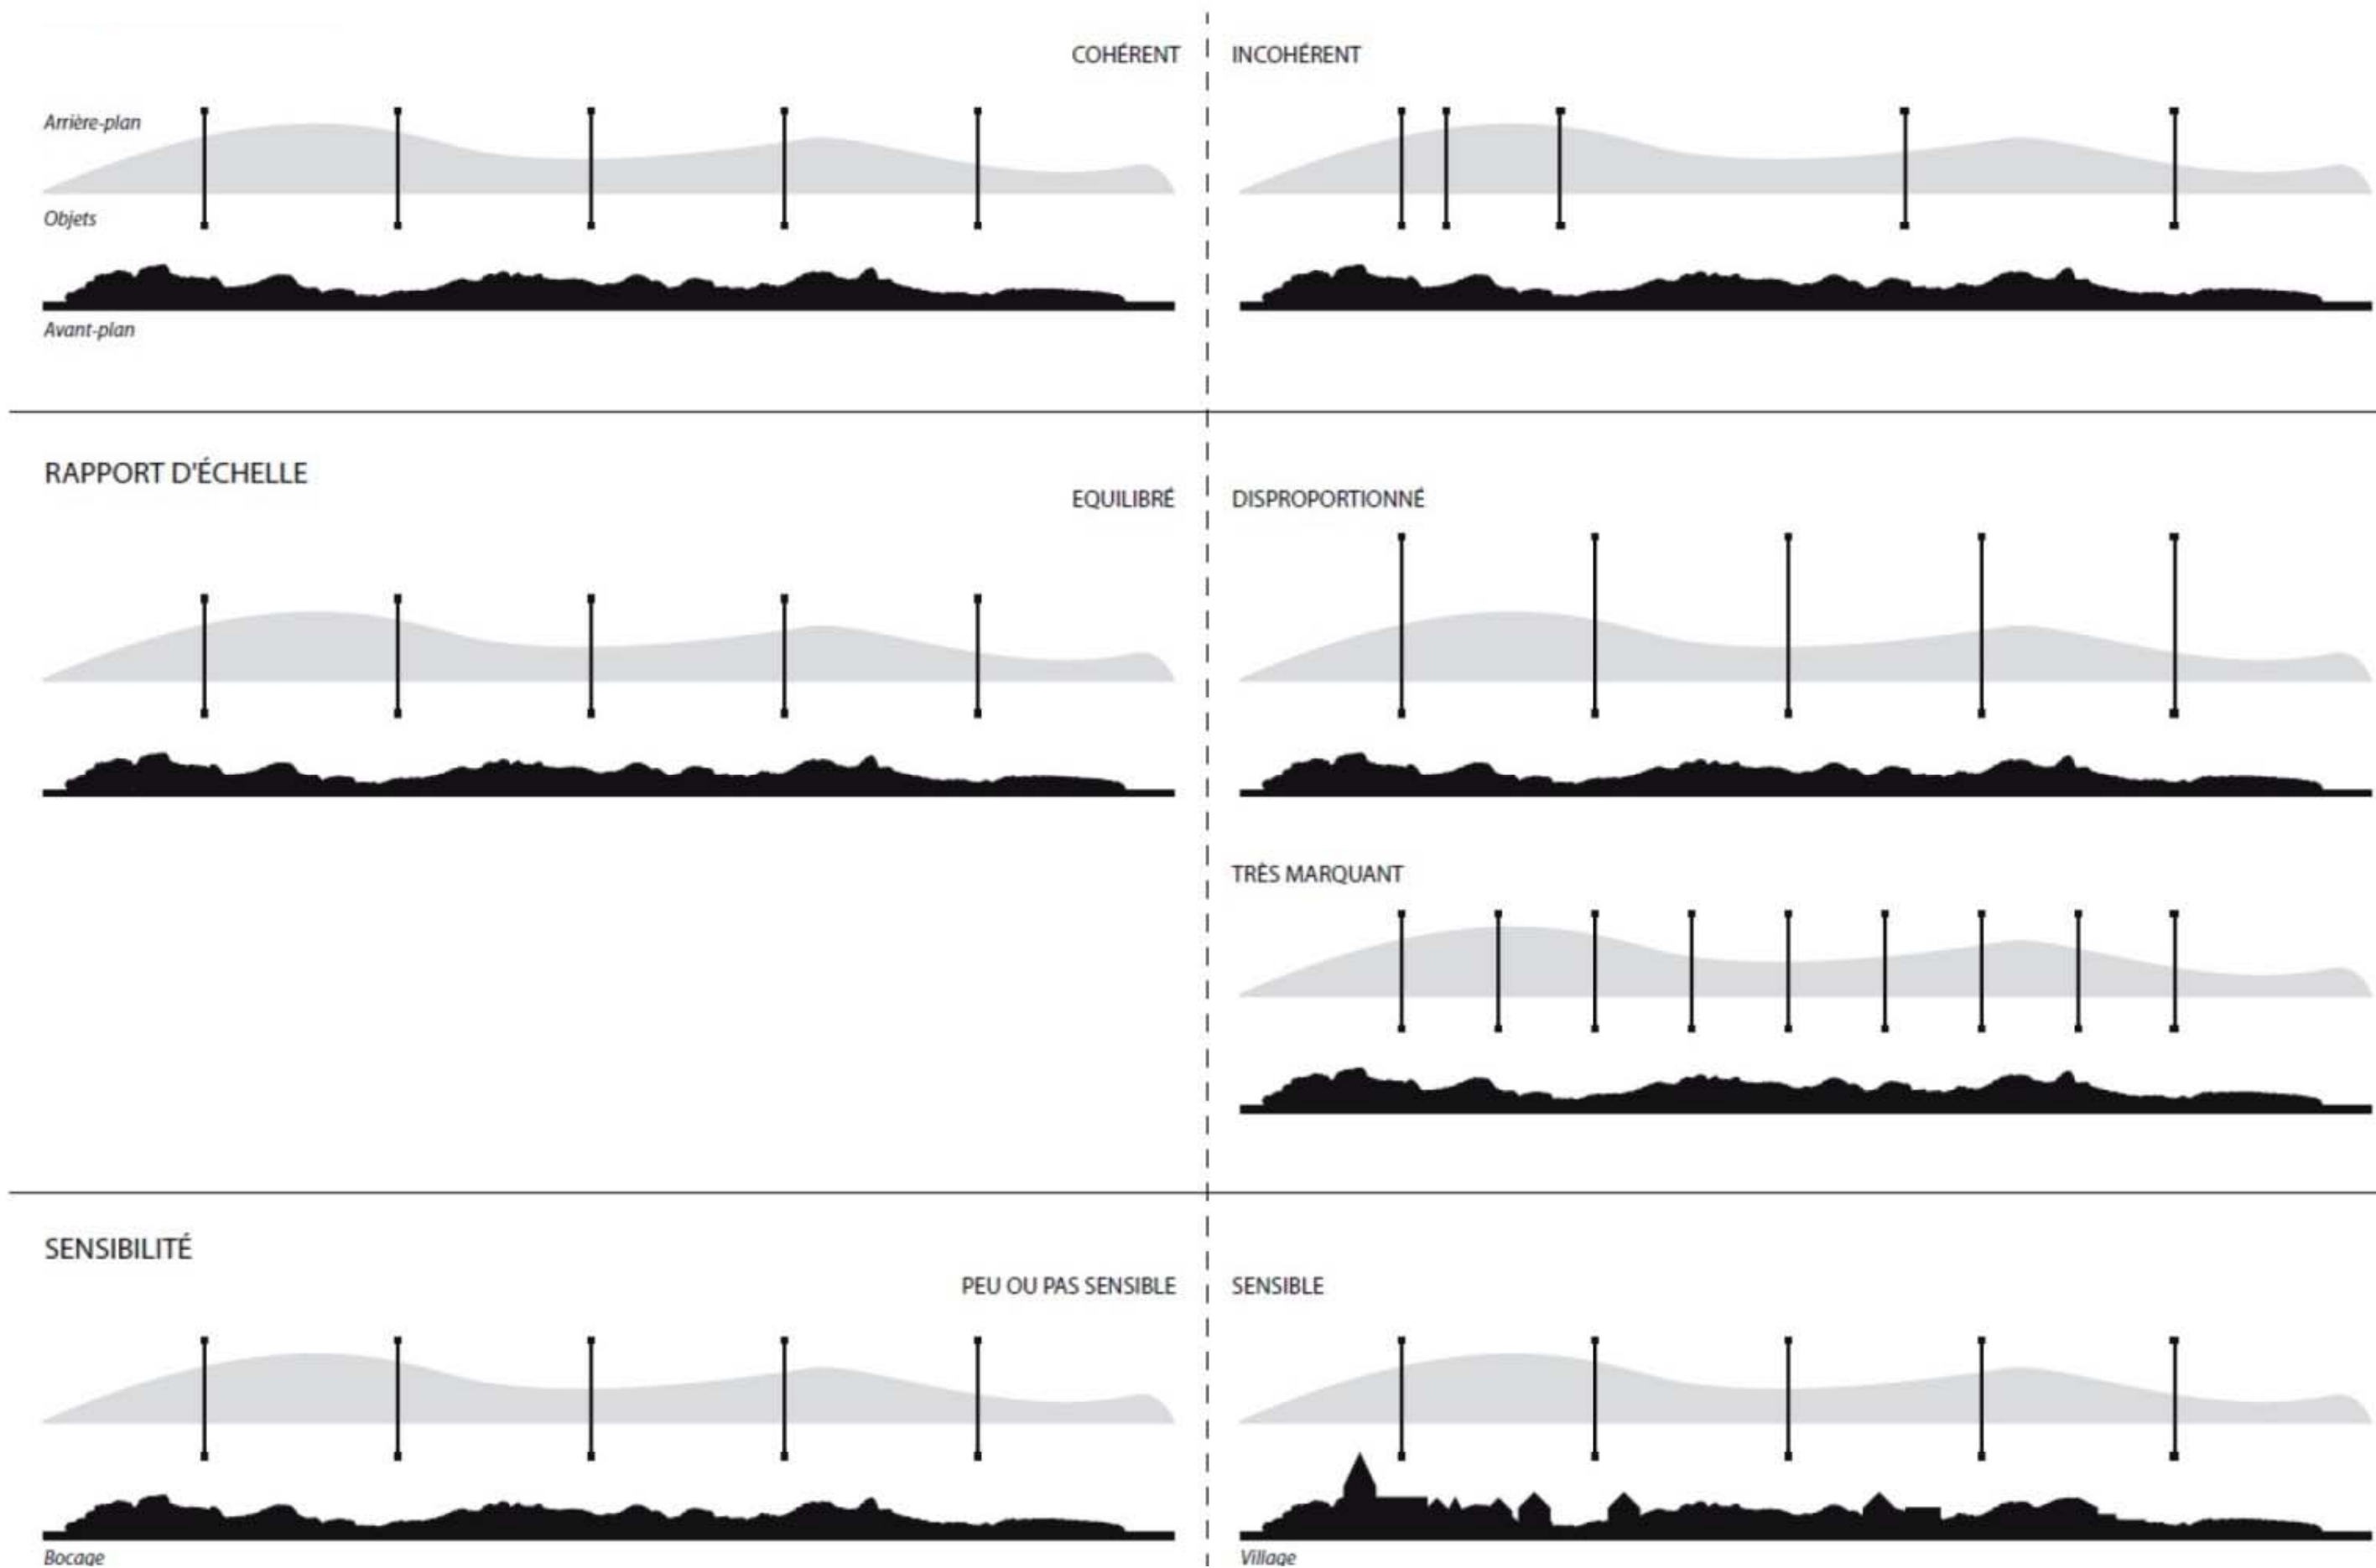 COHÉRENT
INCOHÉRENT
Arrière-plan
Objets
Avant-plan
RAPPORT D'ÉCHELLE
EQUILIBRÉ
DISPROPORTIONNÉ
TRÈS MARQUANT
SENSIBILITÉ
PEU OU PAS SENSIBLE
SENSIBLE
Bocage
Village